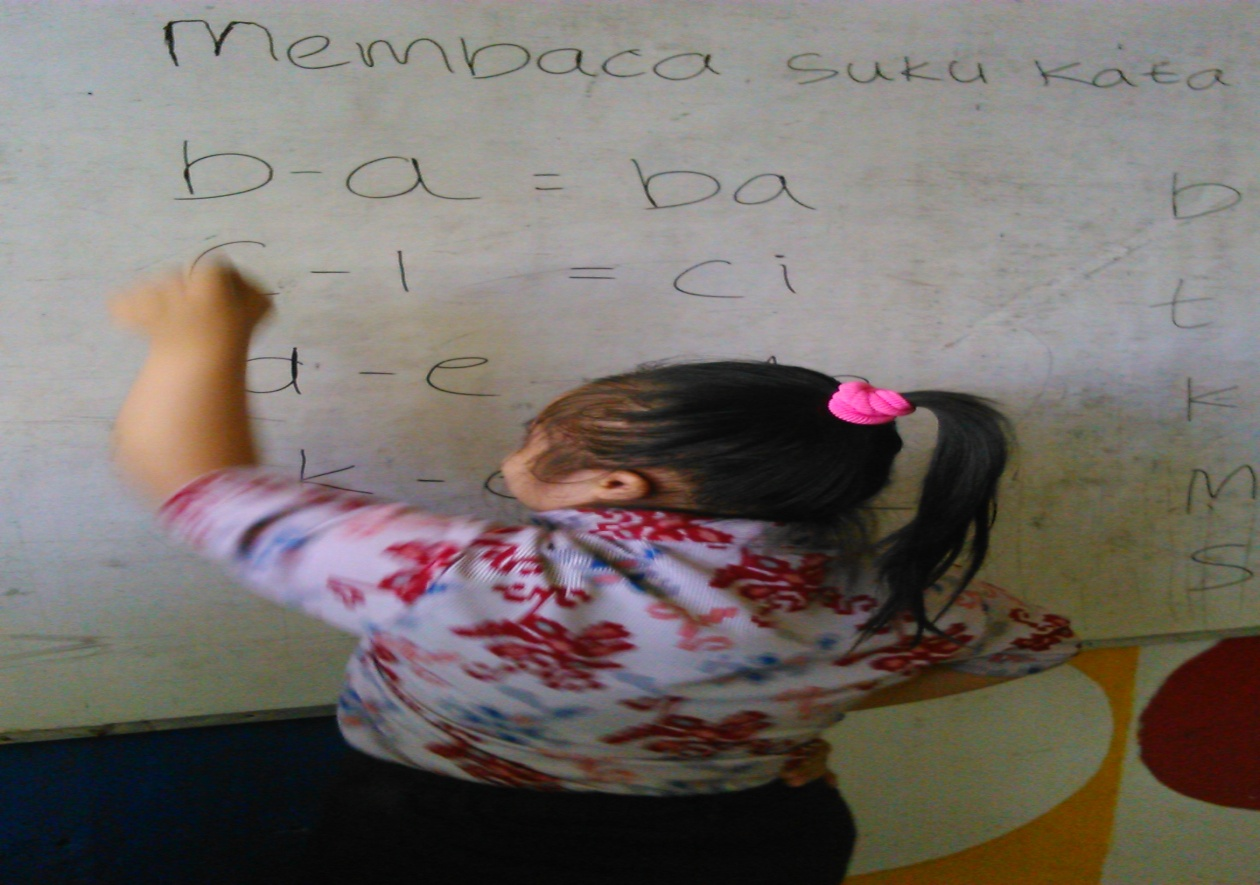 Membaca suku kata
b - a = ba
c - i = ci
d - e
k -
b
t
k
m
s